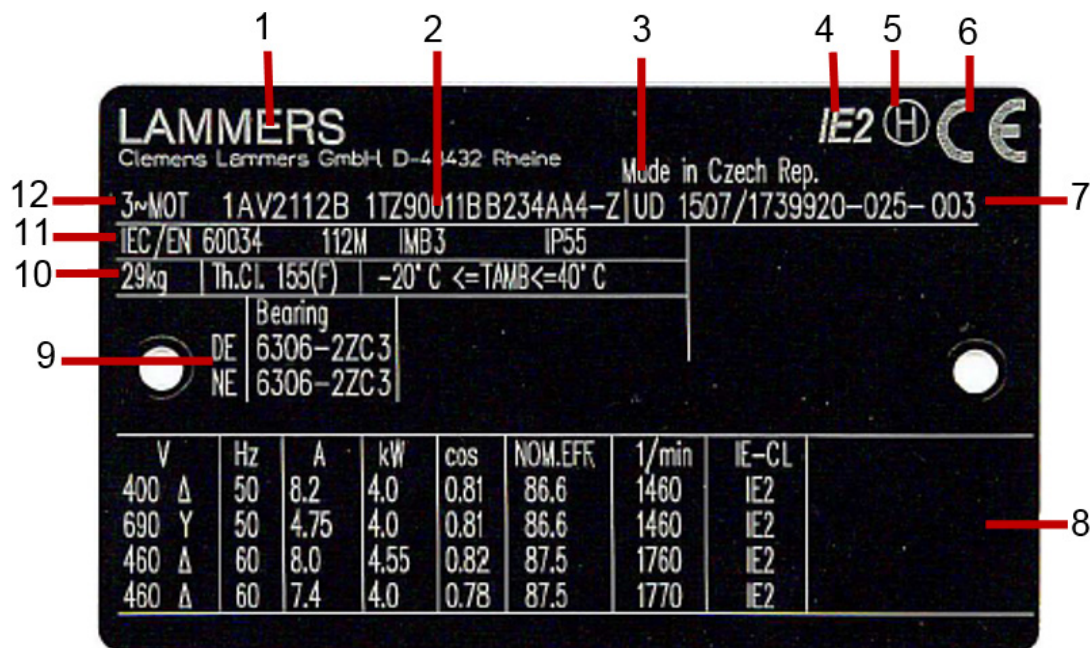 1 2 3 4 5 6
LAMMERS IE2 H CE
Clemens Lammers GmbH, D-48432 Rheine
Made in Czech Rep.
12 3~MOT 1AV2112B 1TZ90011BB234AA4-Z UD 1507/1739920-025-003 7
11 IEC/EN 60034 112M IMB3 IP55
10 29kg Th.Cl. 155(F) -20°C <=TAMB<=40°C
Bearing
9 DE 6306-2ZC3
NE 6306-2ZC3
V Hz A kW cos NOM.EFF 1/min IE-CL
400 Δ 50 8.2 4.0 0.81 86.6 1460 IE2
690 Y 50 4.75 4.0 0.81 86.6 1460 IE2 8
460 Δ 60 8.0 4.55 0.82 87.5 1760 IE2
460 Δ 60 7.4 4.0 0.78 87.5 1770 IE2